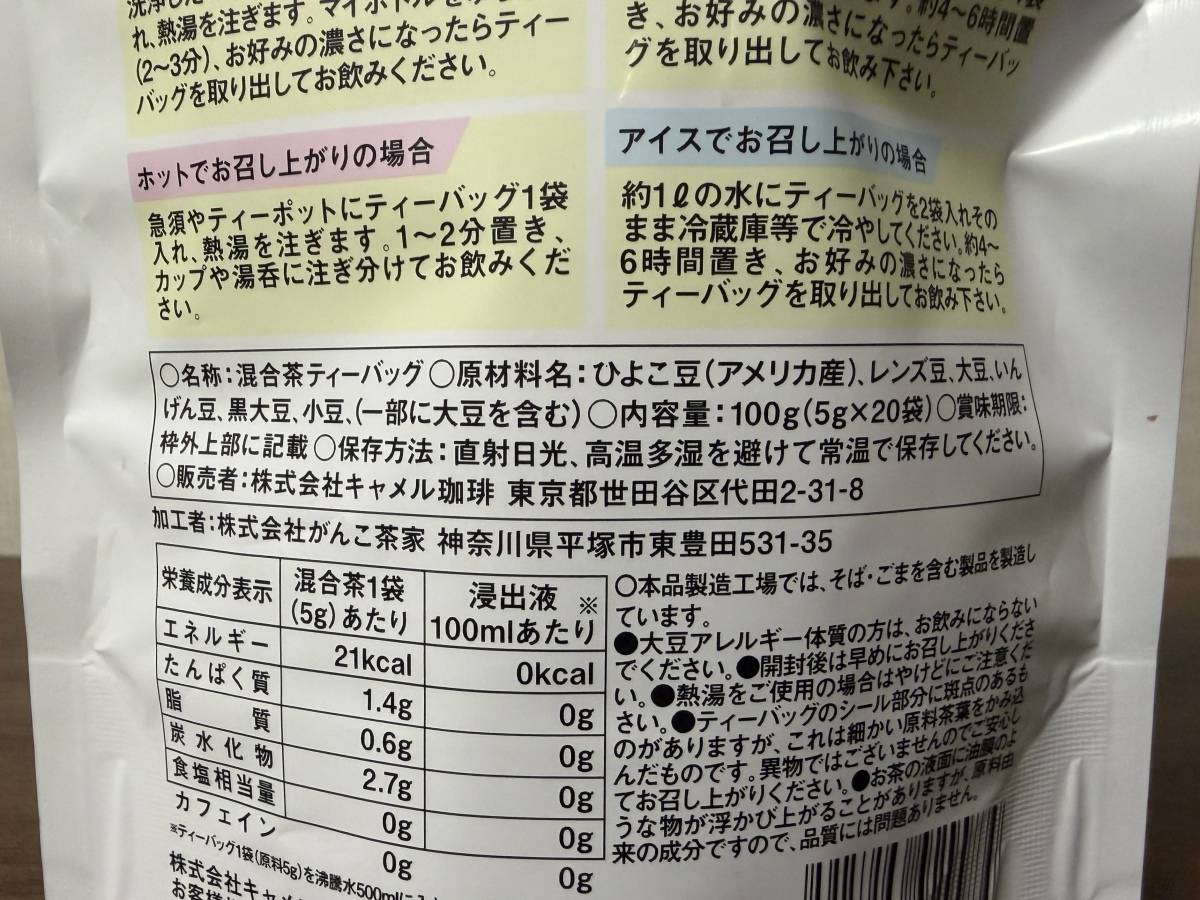 れ、熱湯を注ぎます。
(2〜3分)、お好みの濃さになったらティー
バッグを取り出してお飲みください。
約4〜6時間置
き、お好みの濃さになったらティーバッ
グを取り出してお飲み下さい。
ホットでお召し上がりの場合
急須やティーポットにティーバッグ1袋
入れ、熱湯を注ぎます。1〜2分置き、
カップや湯呑に注ぎ分けてお飲みくだ
さい。
アイスでお召し上がりの場合
約1ℓの水にティーバッグを2袋入れその
まま冷蔵庫等で冷やしてください。約4〜
6時間置き、お好みの濃さになったら
ティーバッグを取り出してお飲み下さい。
○名称:混合茶ティーバッグ○原材料名:ひよこ豆(アメリカ産)、レンズ豆、大豆、いん
げん豆、黒大豆、小豆、(一部に大豆を含む)○内容量:100g(5g×20袋)○賞味期限:
枠外上部に記載○保存方法:直射日光、高温多湿を避けて常温で保存してください。
○販売者:株式会社キャメル珈琲 東京都世田谷区代田2-31-8
加工者:株式会社がんこ茶家 神奈川県平塚市東豊田531-35
栄養成分表示 混合茶1袋(5g)あたり 浸出液※100mlあたり
エネルギー 21kcal 0kcal
たんぱく質 1.4g 0g
脂質 0.6g 0g
炭水化物 2.7g 0g
食塩相当量 0g 0g
カフェイン 0g 0g
※ティーバッグ1袋(原料5g)を沸騰水500mlに
株式会社キャメ
お客様
○本品製造工場では、そば・ごまを含む製品を製造し
ています。
●大豆アレルギー体質の方は、お飲みにならない
でください。●開封後は早めにお召し上がりくださ
い。●熱湯をご使用の場合はやけどにご注意くだ
さい。●ティーバッグのシール部分に斑点のあるも
のがありますが、これは細かい原料茶葉をかみ込
んだものです。異物ではございませんのでご安心し
てお召し上がりください。●お茶の液面に油膜のよ
うな物が浮かび上がることがありますが、原料由
来の成分ですので、品質には問題ありません。